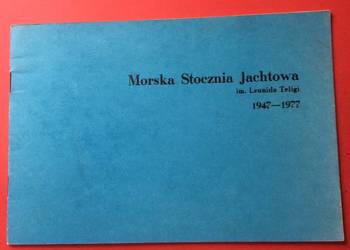 Morska Stocznia Jachtowa
im. Leonida Teligi
1947—1977